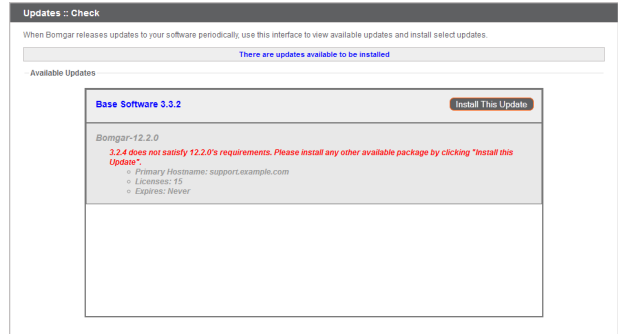 Updates :: Check
When Bomgar releases updates to your software periodically, use this interface to view available updates and install select updates.
There are updates available to be installed
Available Updates
Base Software 3.3.2
Install This Update
Bomgar-12.2.0
3.2.4 does not satisfy 12.2.0's requirements. Please install any other available package by clicking "Install this
Update".
Primary Hostname: support.example.com
Licenses: 15
Expires: Never